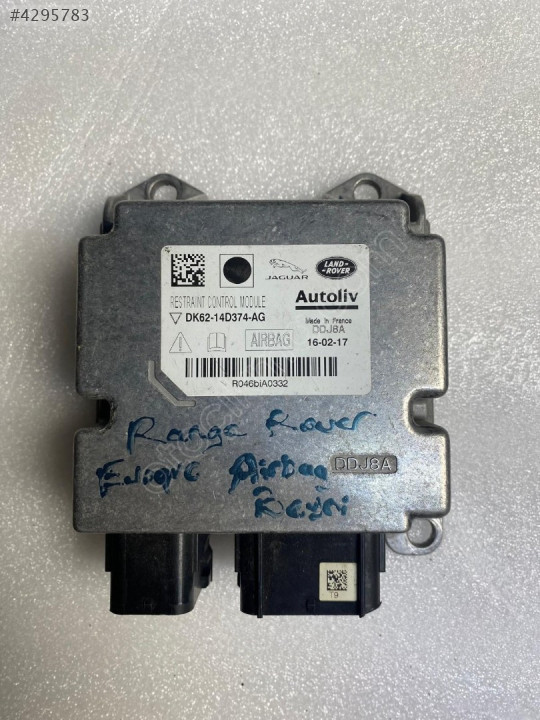 #4295783
JAGUAR
LAND-
ROVER
RESTRAINT CONTROL MODULE
Autoliv
DK62-14D374-AG
Made in France
DDJ8A
AIRBAG
16-02-17
R046biA0332
Range Rover
Evoque Airbag
DDJ8A
Beyni
T9